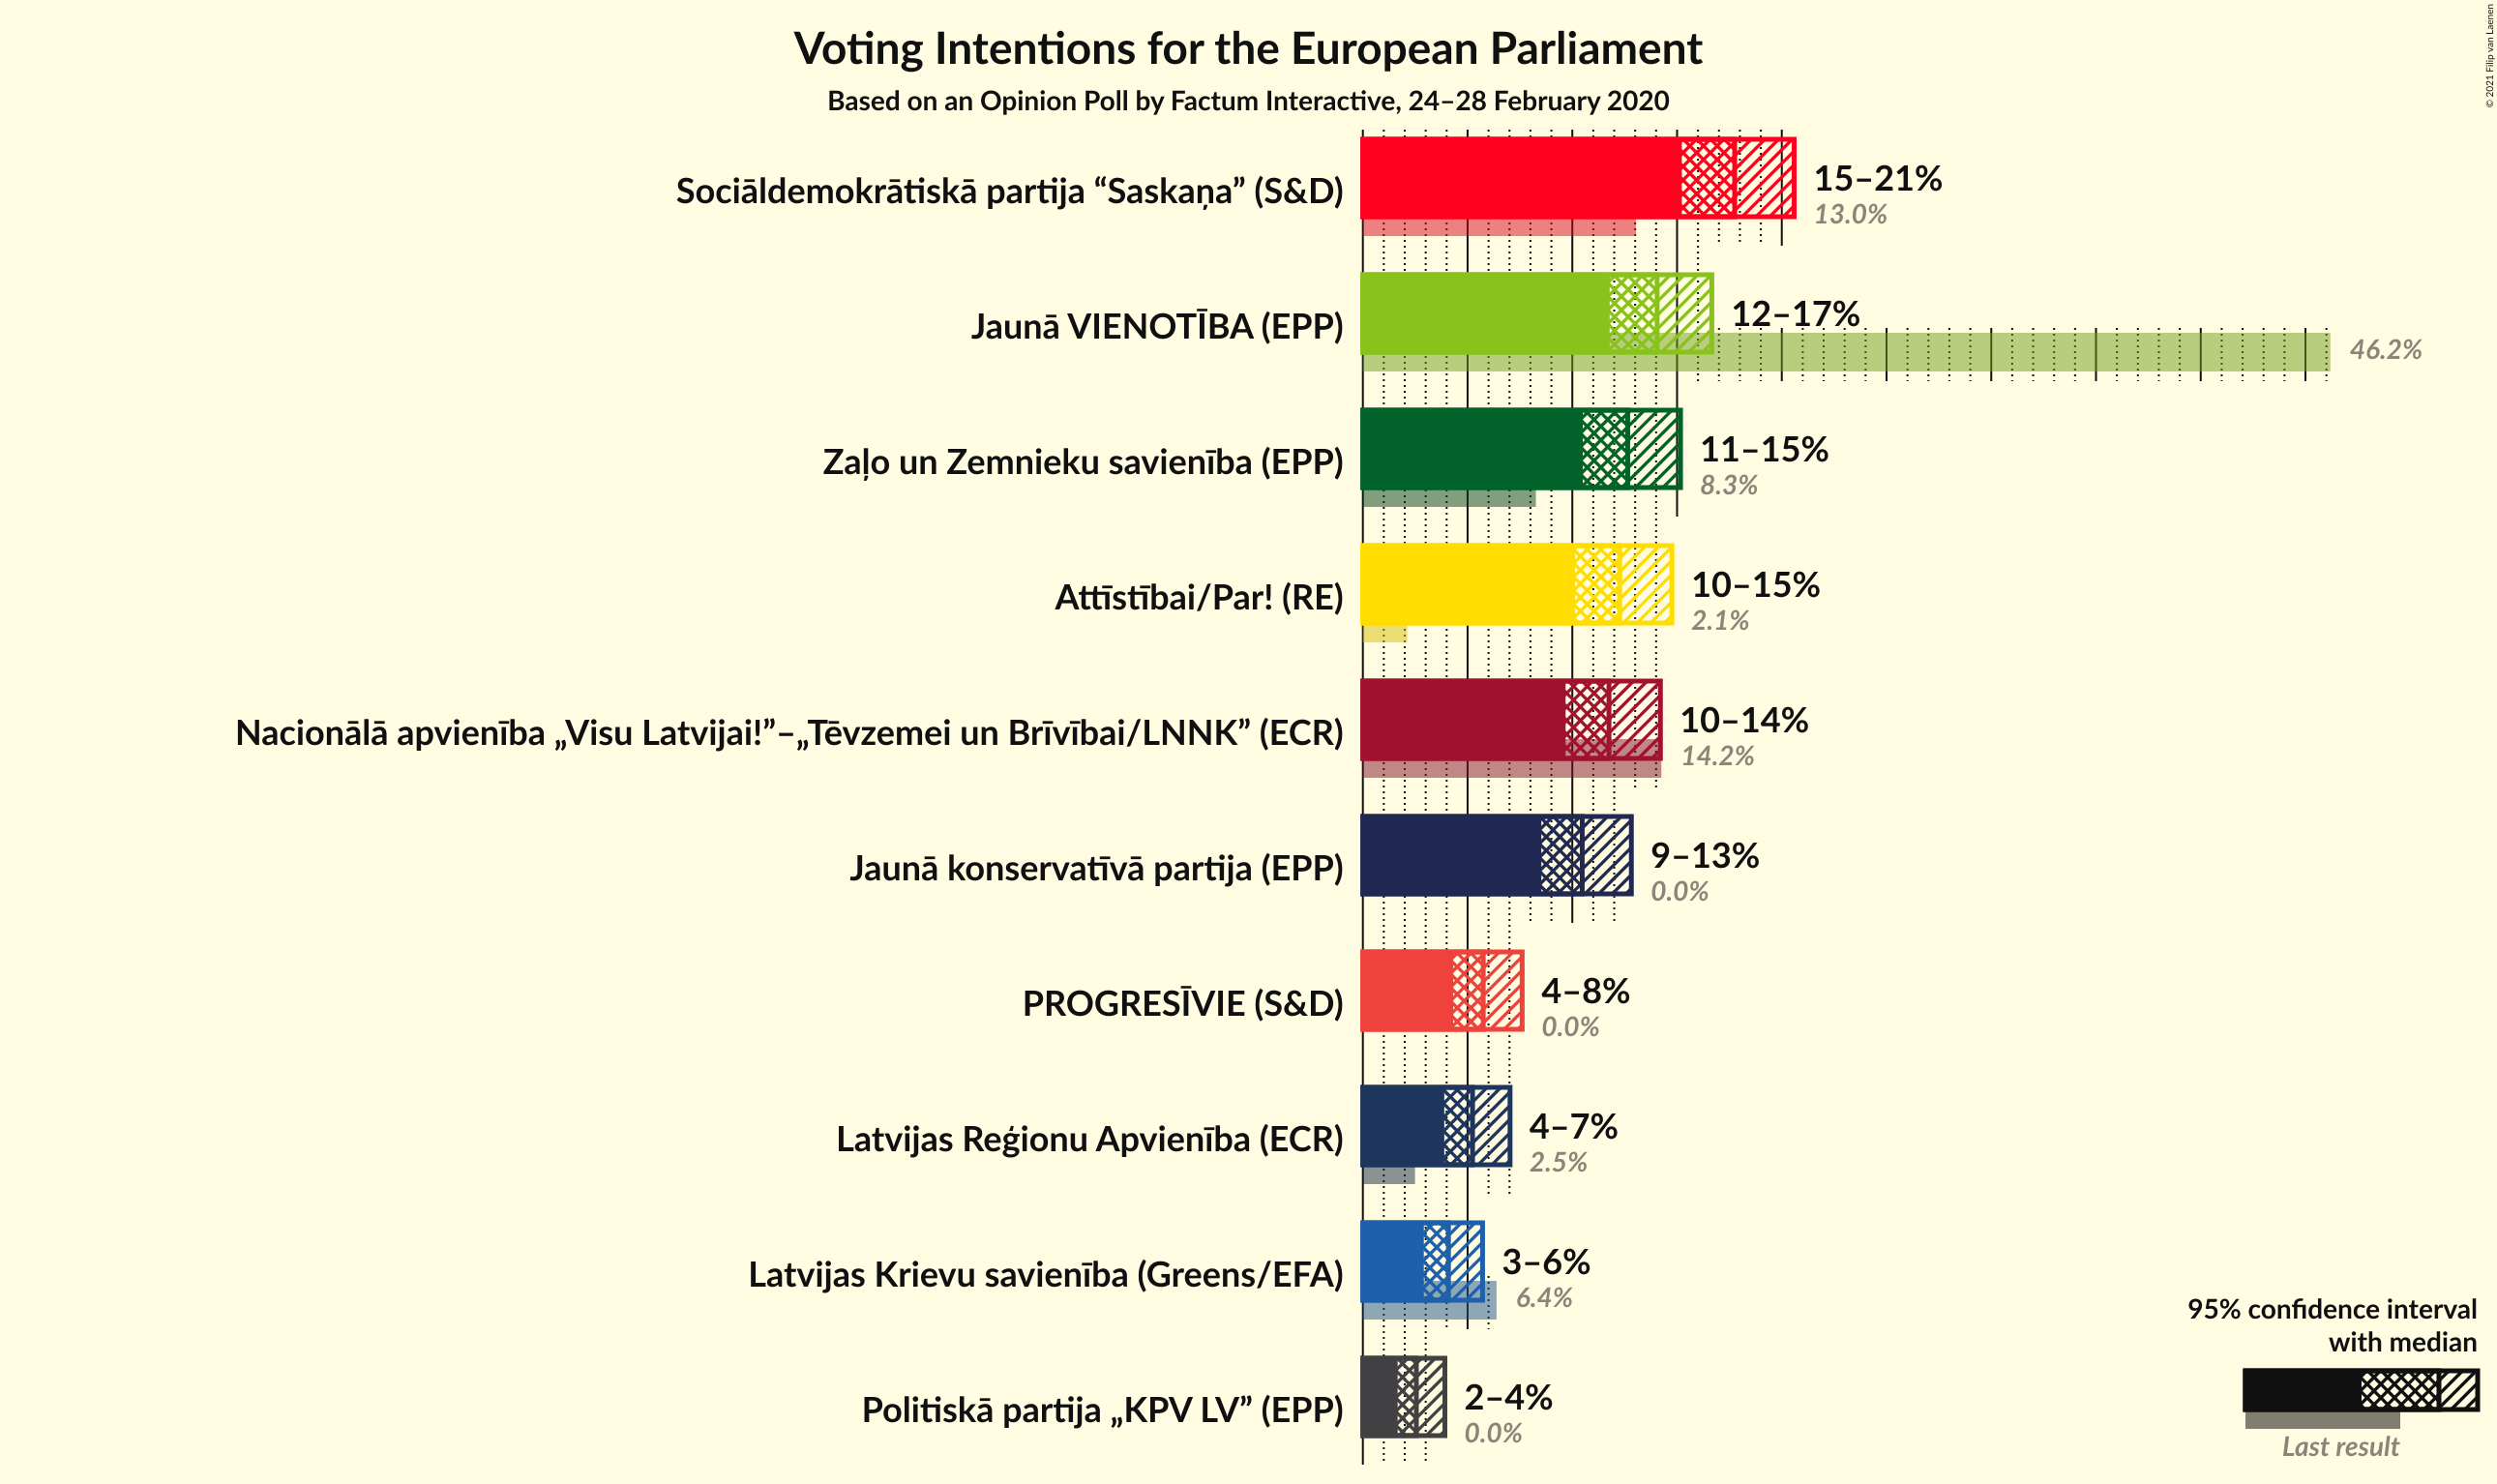 Voting Intentions for the European Parliament
Based on an Opinion Poll by Factum Interactive, 24–28 February 2020
© 2021 Filip van Laenen
Sociāldemokrātiskā partija “Saskaņa” (S&D)
15–21%
13.0%
Jaunā VIENOTĪBA (EPP)
12–17%
46.2%
Zaļo un Zemnieku savienība (EPP)
11–15%
8.3%
Attīstībai/Par! (RE)
10–15%
2.1%
Nacionālā apvienība „Visu Latvijai!”–„Tēvzemei un Brīvībai/LNNK” (ECR)
10–14%
14.2%
Jaunā konservatīvā partija (EPP)
9–13%
0.0%
PROGRESĪVIE (S&D)
4–8%
0.0%
Latvijas Reģionu Apvienība (ECR)
4–7%
2.5%
Latvijas Krievu savienība (Greens/EFA)
3–6%
6.4%
Politiskā partija „KPV LV” (EPP)
2–4%
0.0%
95% confidence interval
with median
Last result